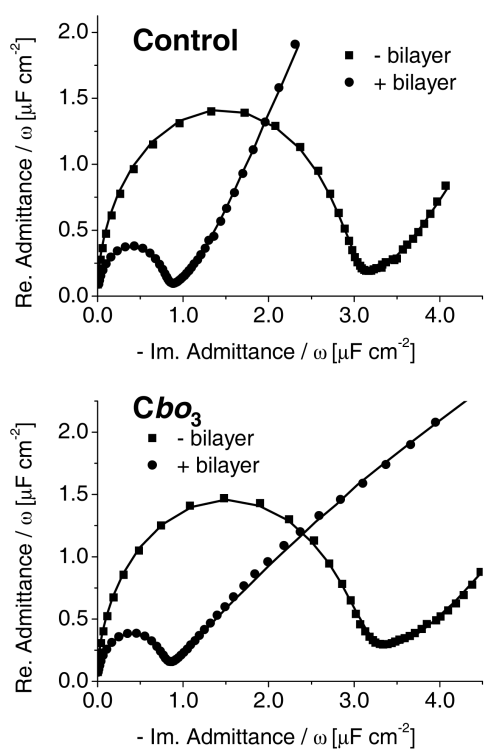 Control
- bilayer
+ bilayer
2.0
1.5
1.0
0.5
0.0
Re. Admittance / ω [µF cm⁻²]
0.0 1.0 2.0 3.0 4.0
- Im. Admittance / ω [µF cm⁻²]
Cbo₃
- bilayer
+ bilayer
2.0
1.5
1.0
0.5
0.0
Re. Admittance / ω [µF cm⁻²]
0.0 1.0 2.0 3.0 4.0
- Im. Admittance / ω [µF cm⁻²]